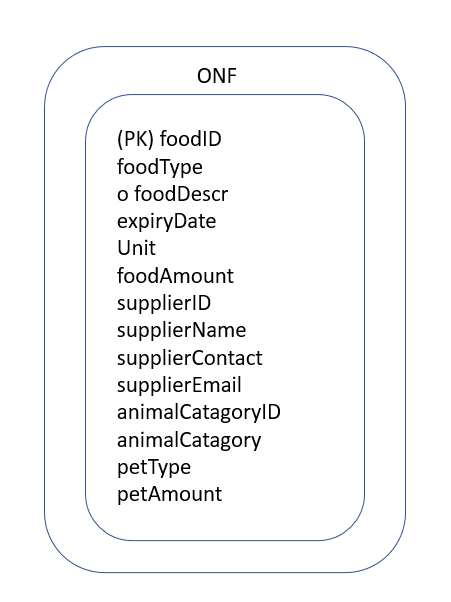 ONF
(PK) foodID
foodType
o foodDescr
expiryDate
Unit
foodAmount
supplierID
supplierName
supplierContact
supplierEmail
animalCatagoryID
animalCatagory
petType
petAmount